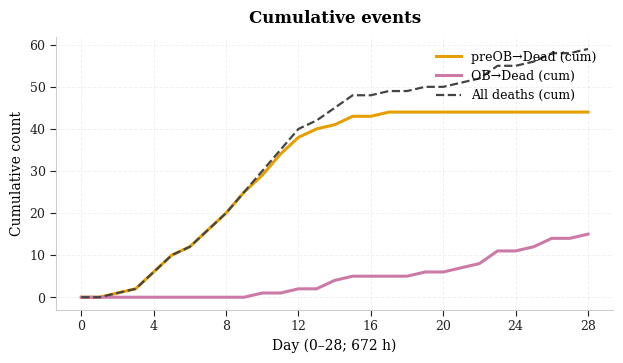 Cumulative events
Cumulative count
60
50
40
30
20
10
0
preOB→Dead (cum)
OB→Dead (cum)
All deaths (cum)
0 4 8 12 16 20 24 28
Day (0–28; 672 h)